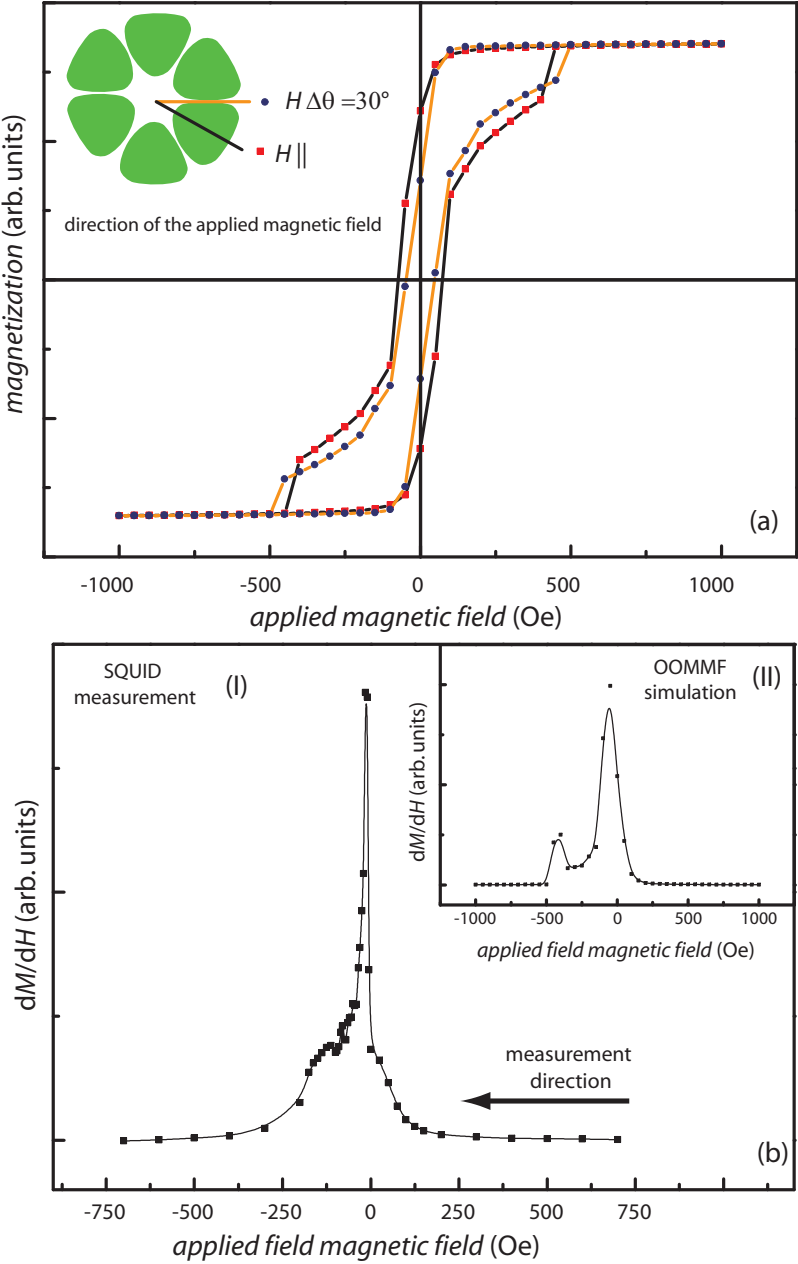 magnetization (arb. units)
H Δθ =30°
H ||
direction of the applied magnetic field
(a)
-1000
-500
0
500
1000
applied magnetic field (Oe)
SQUID
measurement
(I)
OOMMF
simulation
(II)
dM/dH (arb. units)
-1000
-500
0
500
1000
applied field magnetic field (Oe)
dM/dH (arb. units)
measurement
direction
(b)
-750
-500
-250
0
250
500
750
applied field magnetic field (Oe)